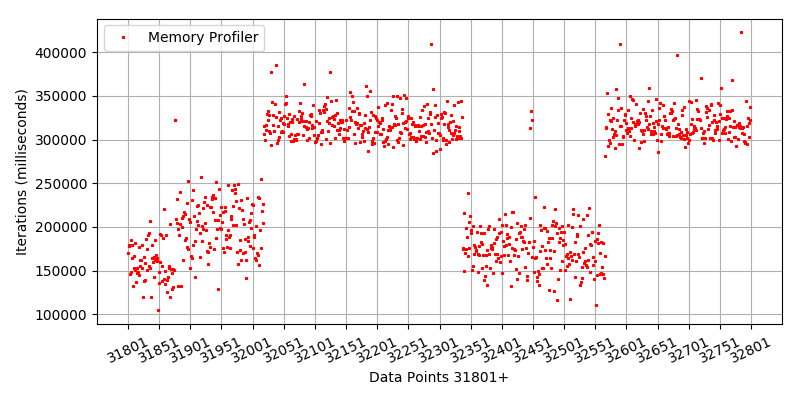 Memory Profiler
Iterations (milliseconds)
400000
350000
300000
250000
200000
150000
100000
31801 31851 31901 31951 32001 32051 32101 32151 32201 32251 32301 32351 32401 32451 32501 32551 32601 32651 32701 32751 32801
Data Points 31801+